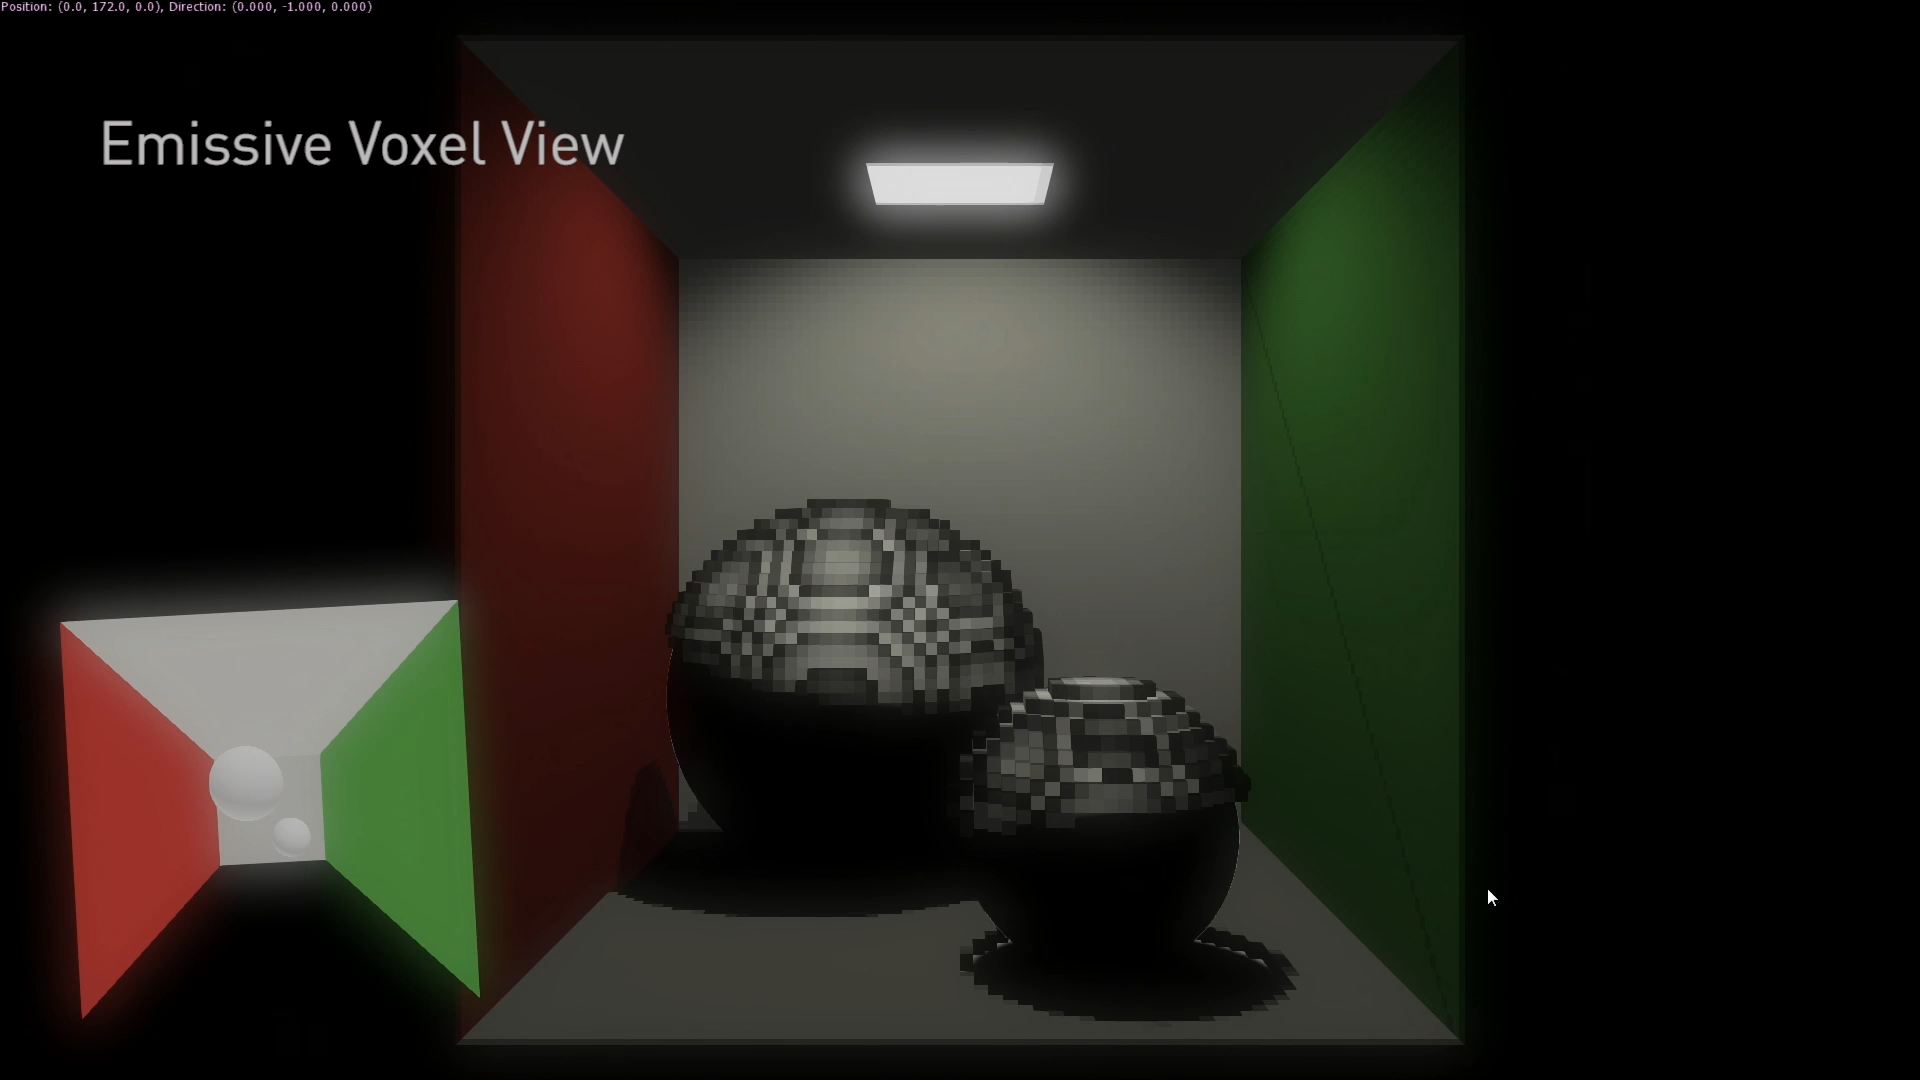 Position: (0.0, 172.0, 0.0), Direction: (0.000, -1.000, 0.000)
Emissive Voxel View